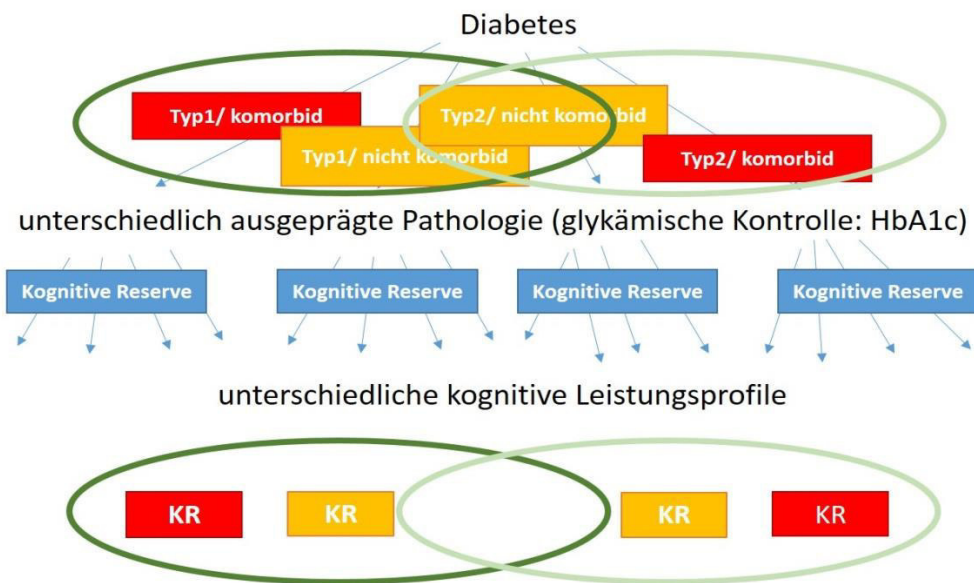 Diabetes
Typ1/ komorbid
Typ2/ nicht komorbid
Typ1/ nicht komorbid
Typ2/ komorbid
unterschiedlich ausgeprägte Pathologie (glykämische Kontrolle: HbA1c)
Kognitive Reserve
Kognitive Reserve
Kognitive Reserve
Kognitive Reserve
unterschiedliche kognitive Leistungsprofile
KR
KR
KR
KR